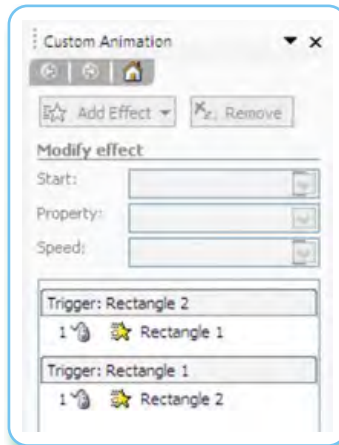 Custom Animation
Add Effect
Remove
Modify effect
Start:
Property:
Speed:
Trigger: Rectangle 2
1 Rectangle 1
Trigger: Rectangle 1
1 Rectangle 2